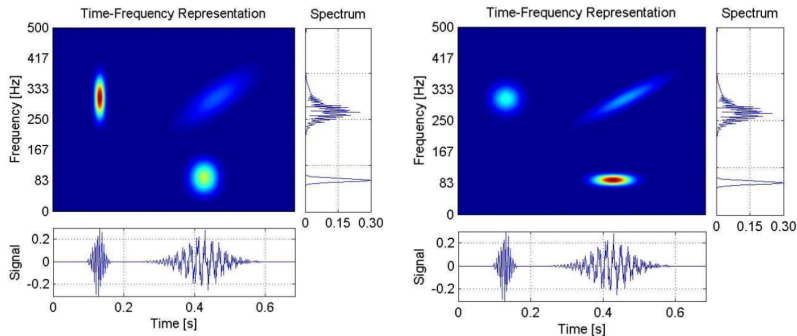 Time-Frequency Representation
Spectrum
Frequency [Hz]
500
417
333
250
167
83
0
0 0.15 0.30
Signal
0.2
0
-0.2
0 0.2 0.4 0.6
Time [s]
Time-Frequency Representation
Spectrum
Frequency [Hz]
500
417
333
250
167
83
0
0 0.15 0.30
Signal
0.2
0
-0.2
0 0.2 0.4 0.6
Time [s]